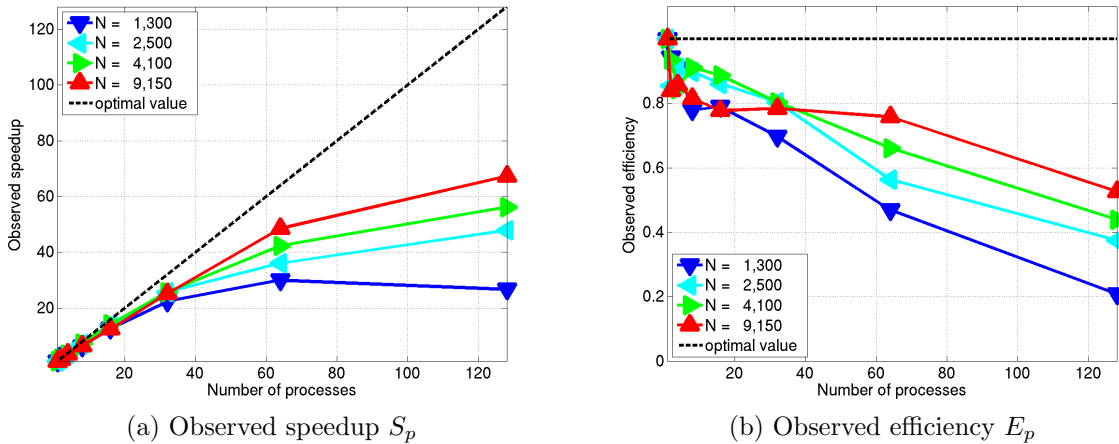 N = 1,300
N = 2,500
N = 4,100
N = 9,150
optimal value
Observed speedup
120
100
80
60
40
20
20
40
60
80
100
120
Number of processes
(a) Observed speedup Sₚ
Observed efficiency
0.8
0.6
0.4
0.2
0
N = 1,300
N = 2,500
N = 4,100
N = 9,150
optimal value
20
40
60
80
100
120
Number of processes
(b) Observed efficiency Eₚ